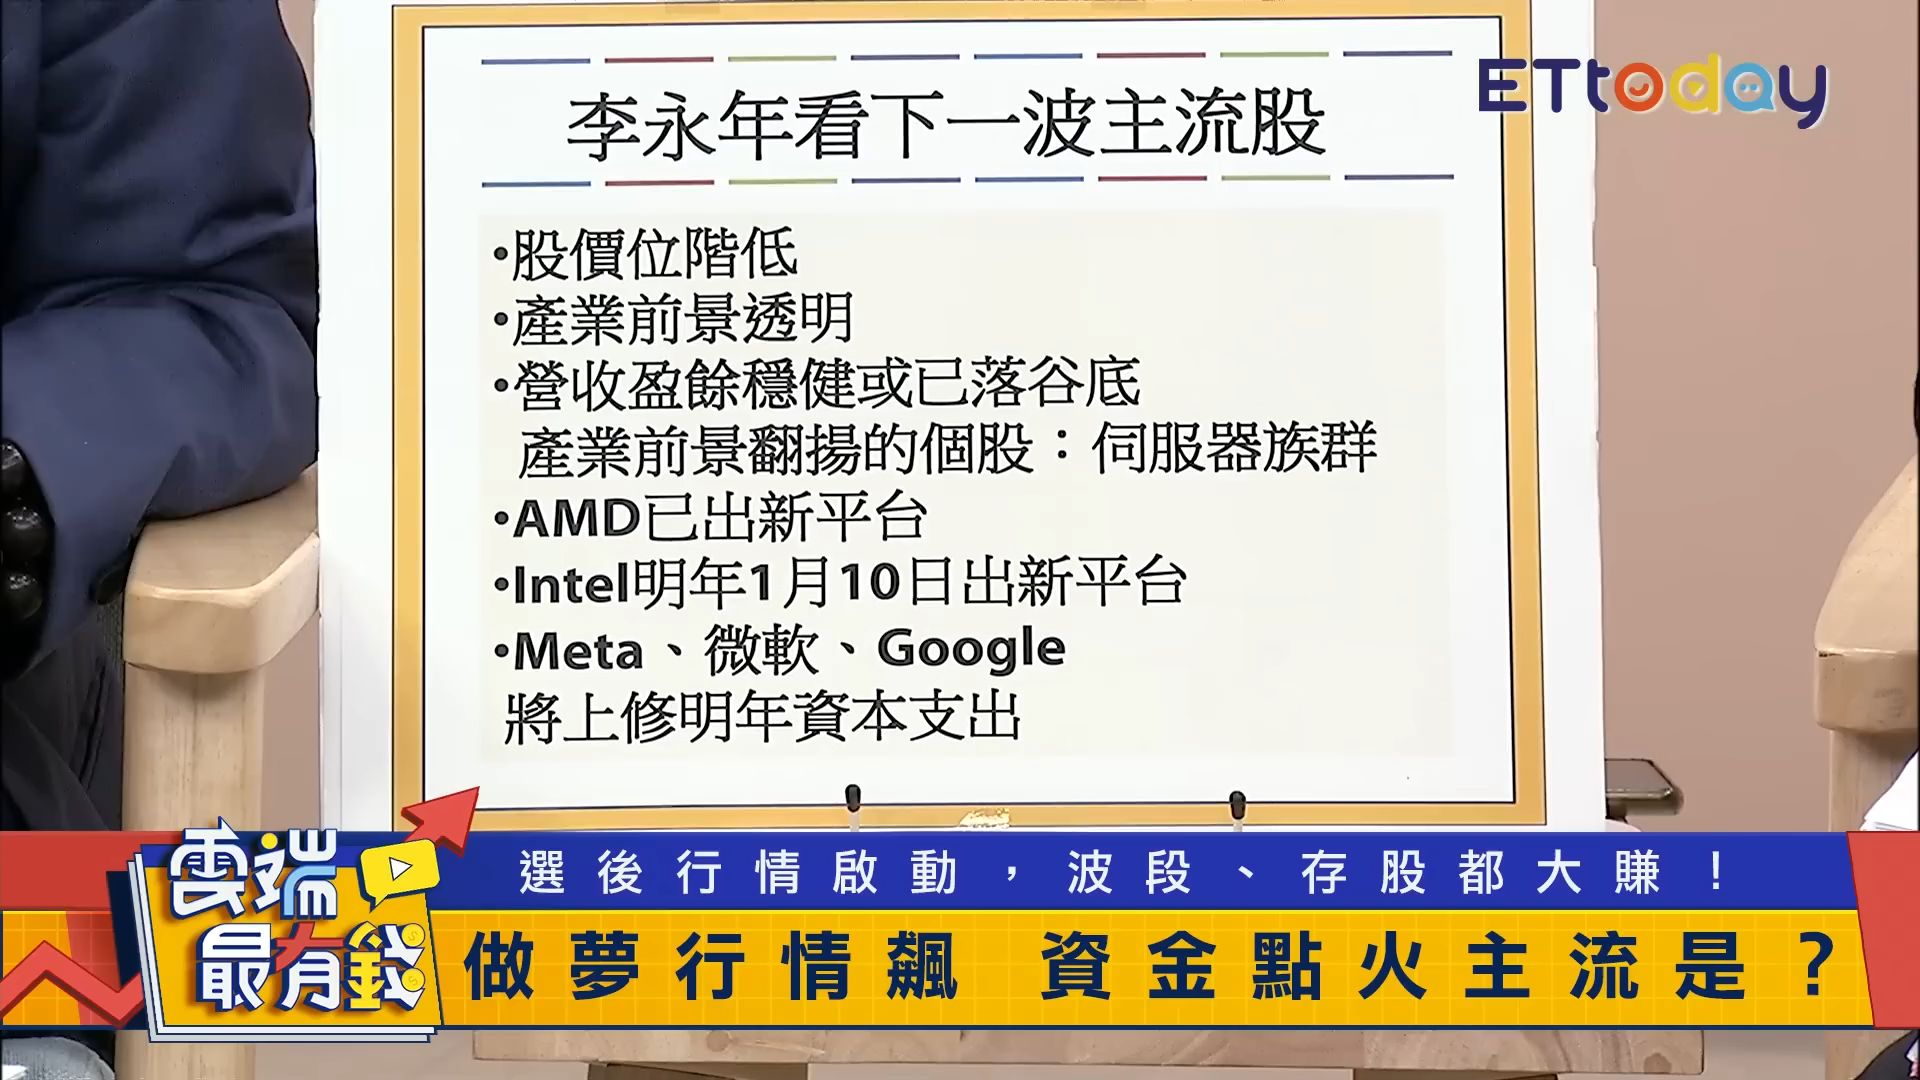 ETtoday
李永年看下一波主流股
•股價位階低
•產業前景透明
•營收盈餘穩健或已落谷底
產業前景翻揚的個股：伺服器族群
•AMD已出新平台
•Intel明年1月10日出新平台
•Meta、微軟、Google
將上修明年資本支出
雲端最有錢
選後行情啟動，波段、存股都大賺！
做夢行情飆 資金點火主流是？